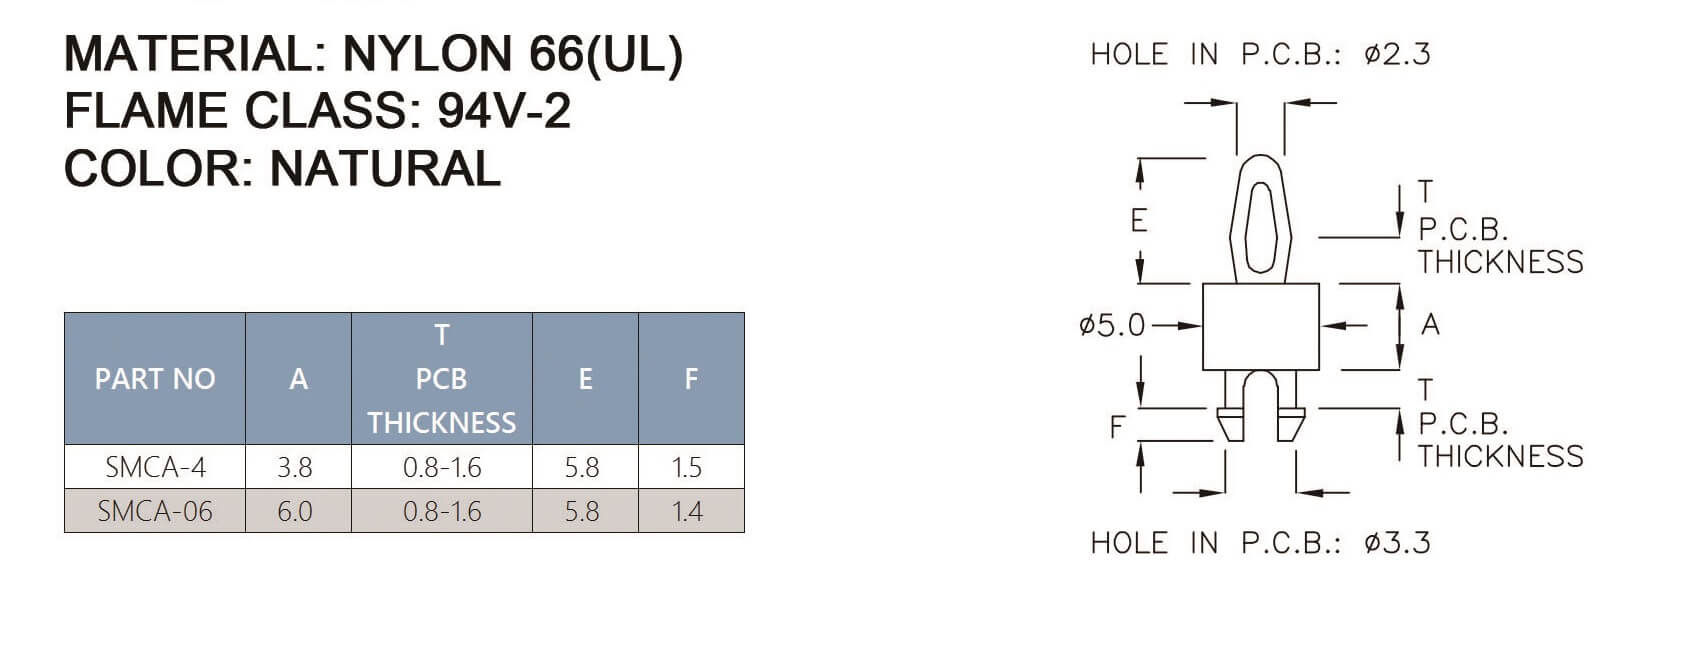 MATERIAL: NYLON 66(UL)
FLAME CLASS: 94V-2
COLOR: NATURAL
PART NO A T PCB THICKNESS E F
SMCA-4 3.8 0.8-1.6 5.8 1.5
SMCA-06 6.0 0.8-1.6 5.8 1.4
HOLE IN P.C.B.: ø2.3
E
T
P.C.B.
THICKNESS
ø5.0
A
F
T
P.C.B.
THICKNESS
HOLE IN P.C.B.: ø3.3